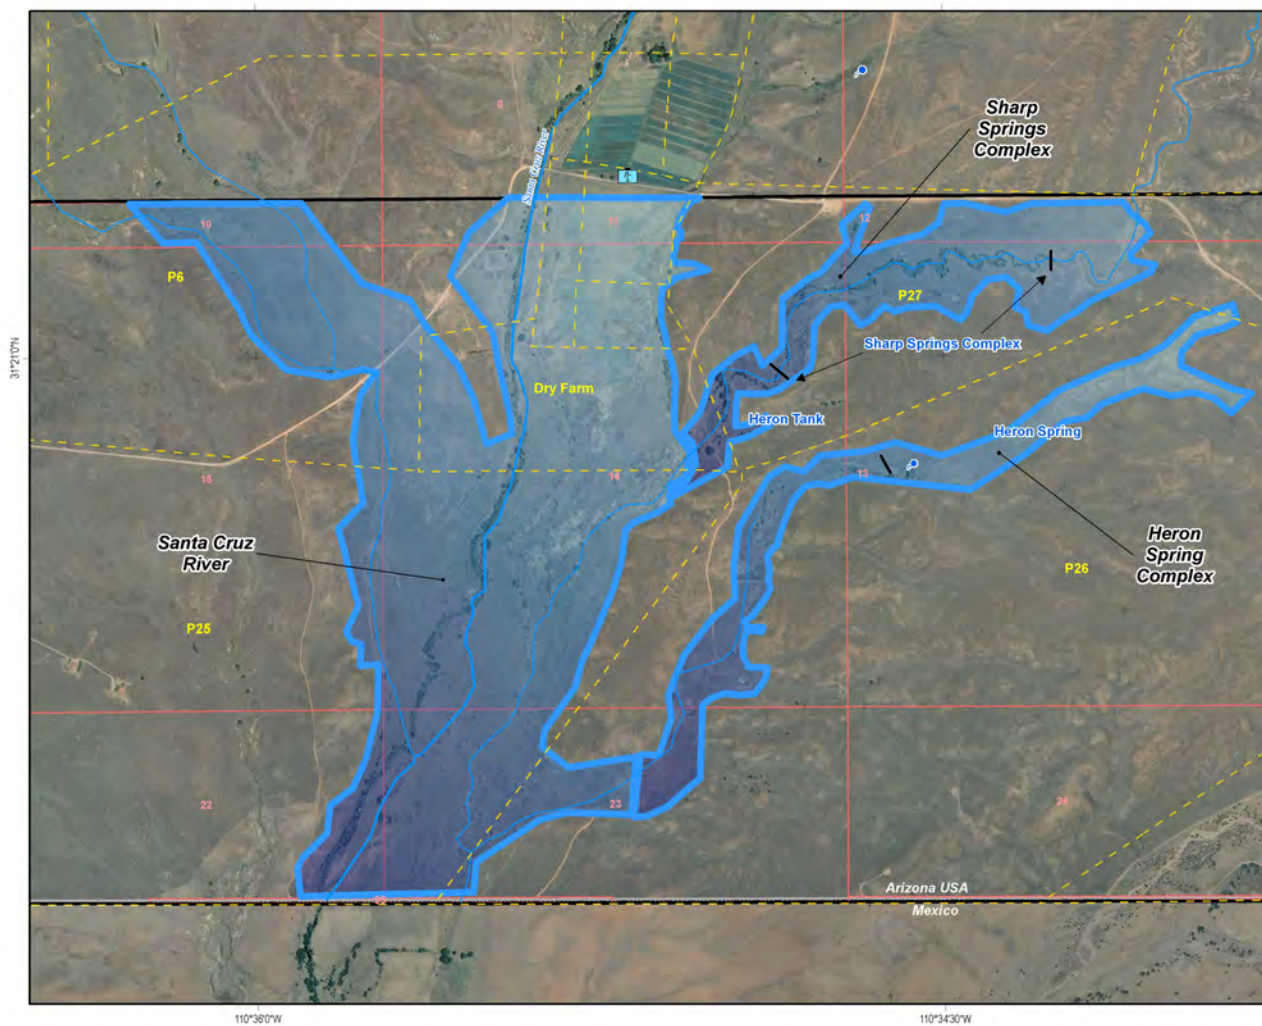 Sharp
Springs
Complex
Santa Cruz River
10
11
12
P6
P27
31°21'0"N
Sharp Springs Complex
Dry Farm
Heron Tank
Heron Spring
15
14
13
Santa Cruz
River
Heron
Spring
Complex
P26
P25
22
23
24
Arizona USA
Mexico
110°36'0"W
110°34'30"W